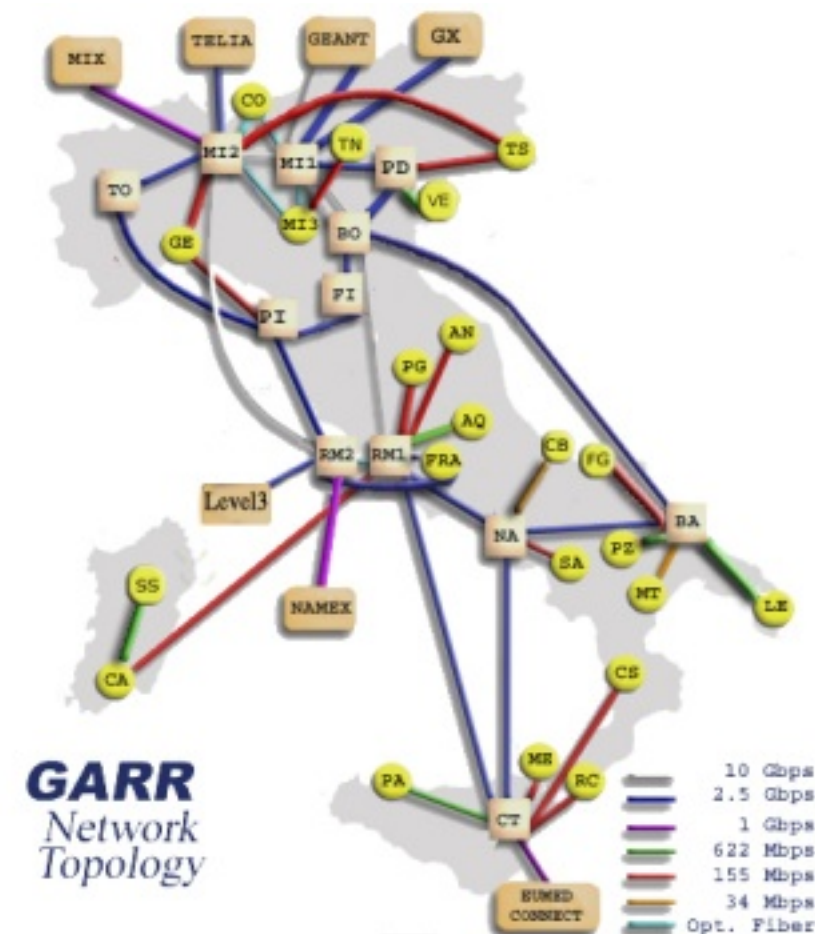 MIX
TELIA
GEANT
GX
CO
TN
MI2
MI1
PD
TS
TO
VE
MI3
GE
BO
FI
PI
AN
PG
AQ
RM2
RM1
FRA
CB
FG
Level3
NA
BA
PZ
SA
SS
MT
NAMEX
LE
CA
CS
ME
PA
RC
CT
EUMED
CONNECT
GARR
Network
Topology
10 Gbps
2.5 Gbps
1 Gbps
622 Mbps
155 Mbps
34 Mbps
Opt. Fiber